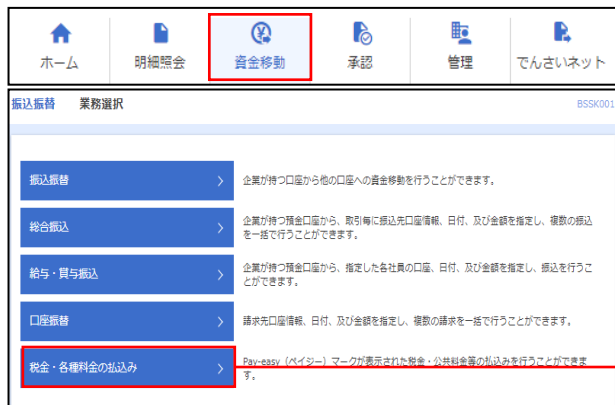 ホーム 明細照会 資金移動 承認 管理 でんさいネット
振込振替 業務選択 BSSK001
振込振替 企業が持つ口座から他の口座への資金移動を行うことができます。
総合振込 企業が持つ預金口座から、取引毎に振込先口座情報、日付、及び金額を指定し、複数の振込
を一括で行うことができます。
給与・賞与振込 企業が持つ預金口座から、指定した各社員の口座、日付、及び金額を指定し、振込を行うこ
とができます。
口座振替 請求先口座情報、日付、及び金額を指定し、複数の請求を一括で行うことができます。
税金・各種料金の払込み Pay-easy（ペイジー）マークが表示された税金・公共料金等の払込みを行うことができま
す。